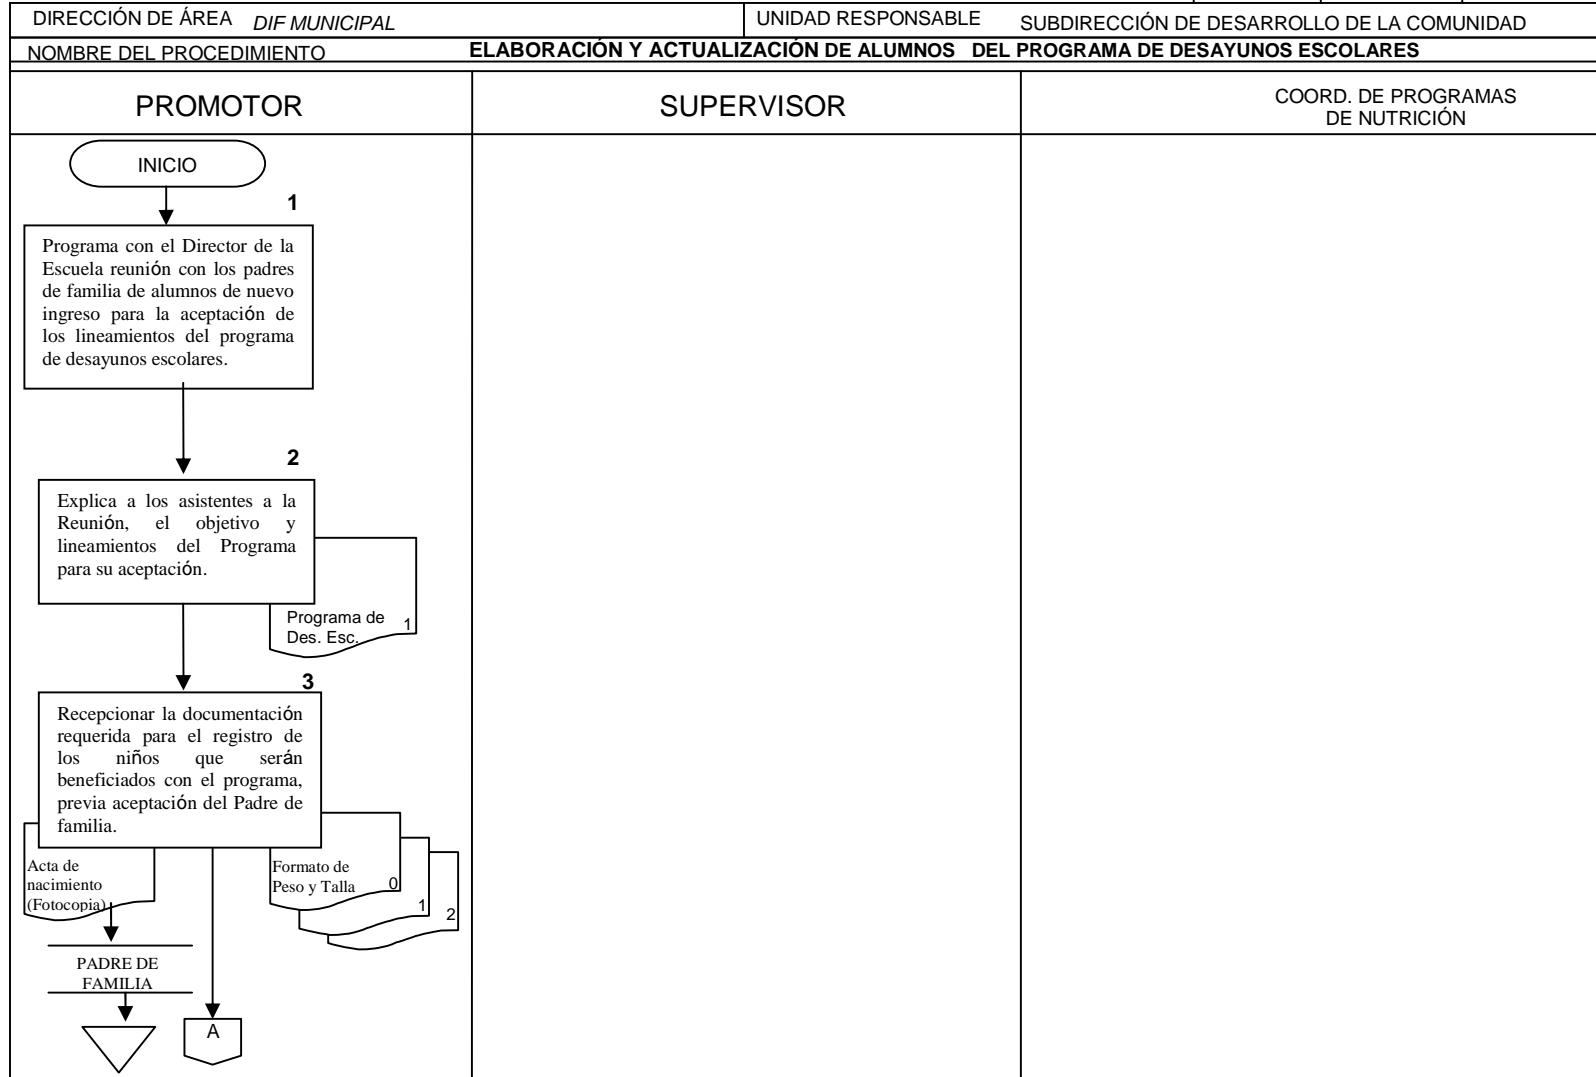 DIRECCIÓN DE ÁREA DIF MUNICIPAL UNIDAD RESPONSABLE SUBDIRECCIÓN DE DESARROLLO DE LA COMUNIDAD
NOMBRE DEL PROCEDIMIENTO ELABORACIÓN Y ACTUALIZACIÓN DE ALUMNOS DEL PROGRAMA DE DESAYUNOS ESCOLARES
PROMOTOR
SUPERVISOR
COORD. DE PROGRAMAS
DE NUTRICIÓN
INICIO
1
Programa con el Director de la
Escuela reunión con los padres
de familia de alumnos de nuevo
ingreso para la aceptación de
los lineamientos del programa
de desayunos escolares.
2
Explica a los asistentes a la
Reunión, el objetivo y
lineamientos del Programa
para su aceptación.
Programa de
Des. Esc.
1
3
Recepcionar la documentación
requerida para el registro de
los niños que serán
beneficiados con el programa,
previa aceptación del Padre de
familia.
Acta de
nacimiento
(Fotocopia)
Formato de
Peso y Talla
0
1
2
PADRE DE
FAMILIA
A